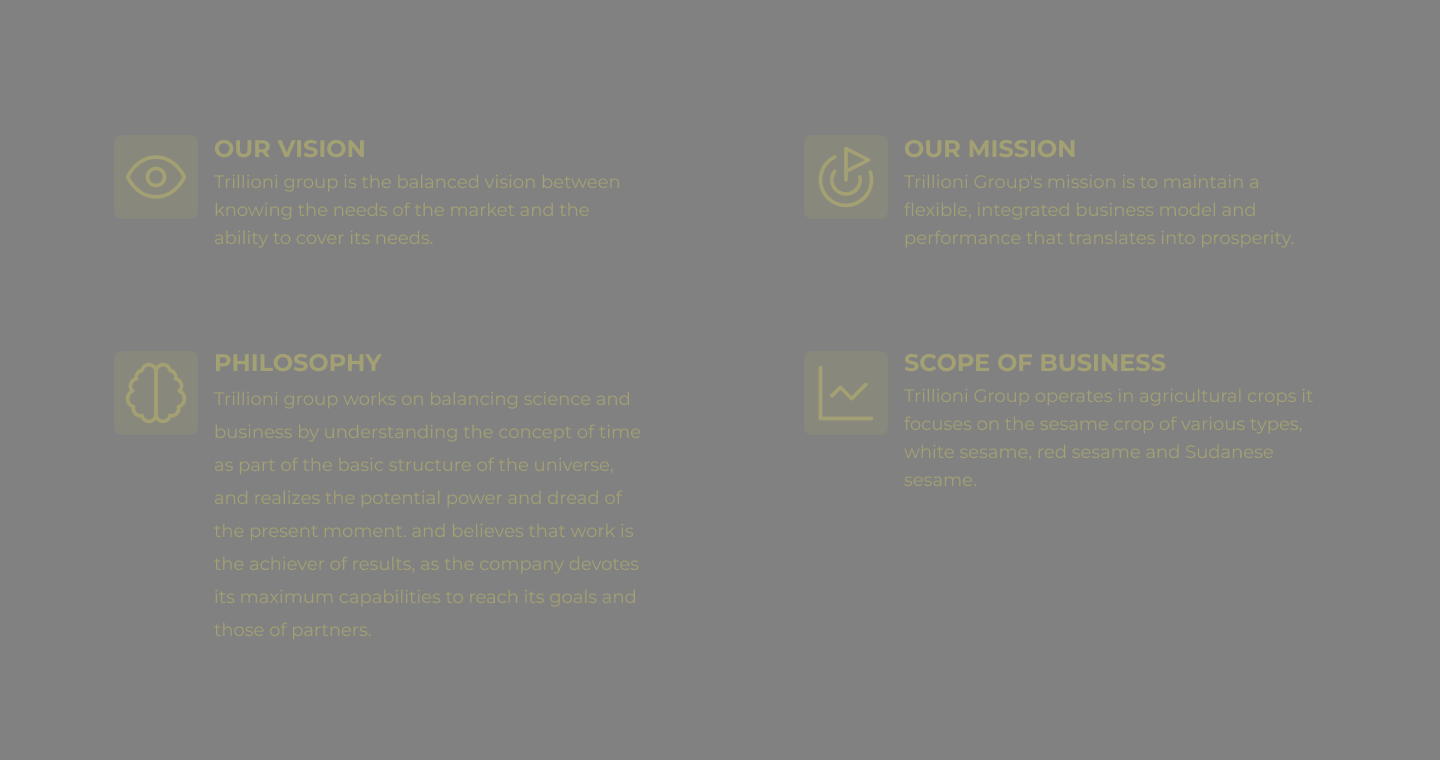 OUR VISION
Trillioni group is the balanced vision between
knowing the needs of the market and the
ability to cover its needs.
OUR MISSION
Trillioni Group's mission is to maintain a
flexible, integrated business model and
performance that translates into prosperity.
PHILOSOPHY
Trillioni group works on balancing science and
business by understanding the concept of time
as part of the basic structure of the universe,
and realizes the potential power and dread of
the present moment. and believes that work is
the achiever of results, as the company devotes
its maximum capabilities to reach its goals and
those of partners.
SCOPE OF BUSINESS
Trillioni Group operates in agricultural crops it
focuses on the sesame crop of various types,
white sesame, red sesame and Sudanese
sesame.